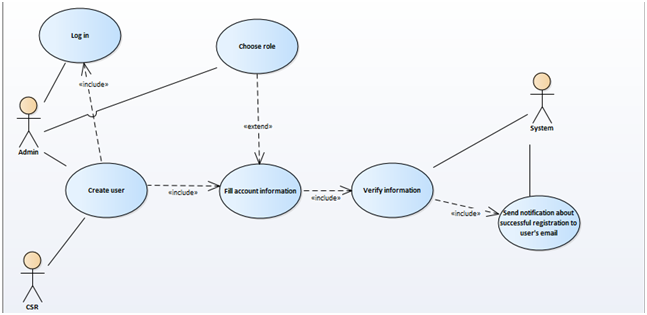 Log in
Choose role
«include»
«extend»
Admin
System
Create user
«include»
Fill account information
«include»
Verify information
«include»
Send notification about
successful registration to
user's email
CSR